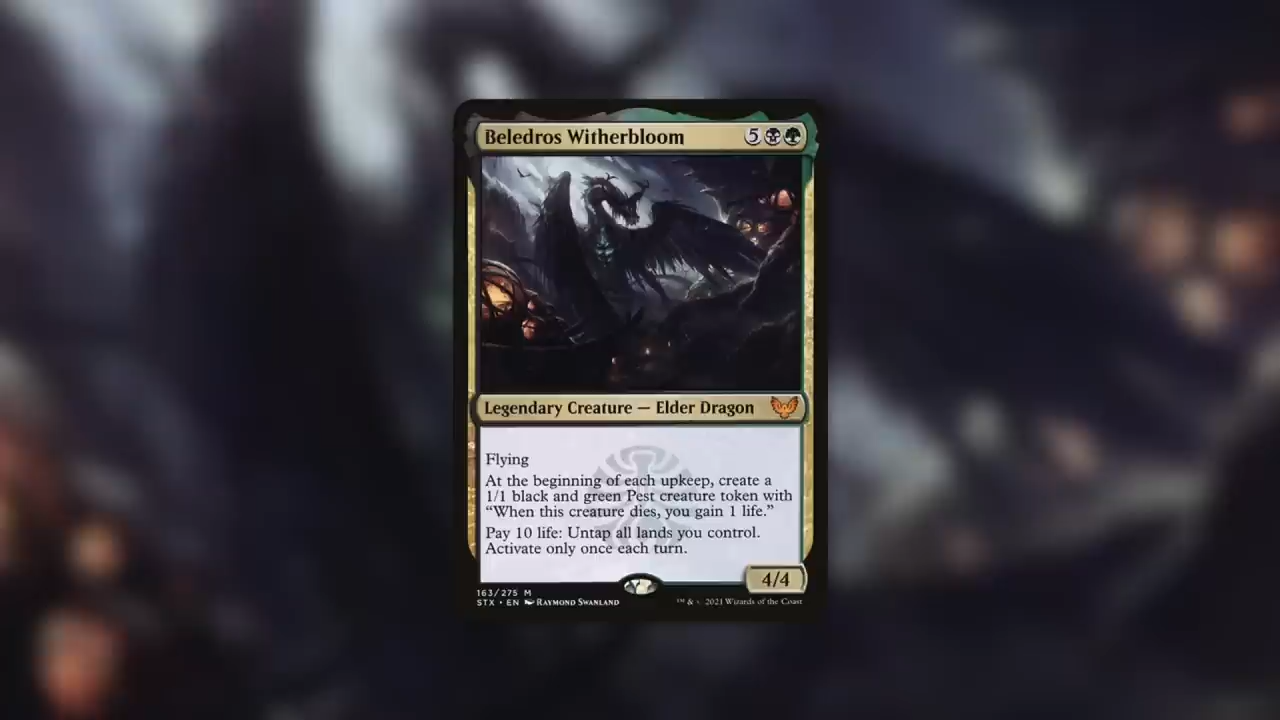 Beledros Witherbloom 5
Legendary Creature — Elder Dragon
Flying
At the beginning of each upkeep, create a
1/1 black and green Pest creature token with
“When this creature dies, you gain 1 life.”
Pay 10 life: Untap all lands you control.
Activate only once each turn.
4/4
163/275 M
STX • EN RAYMOND SWANLAND
™ & © 2021 Wizards of the Coast